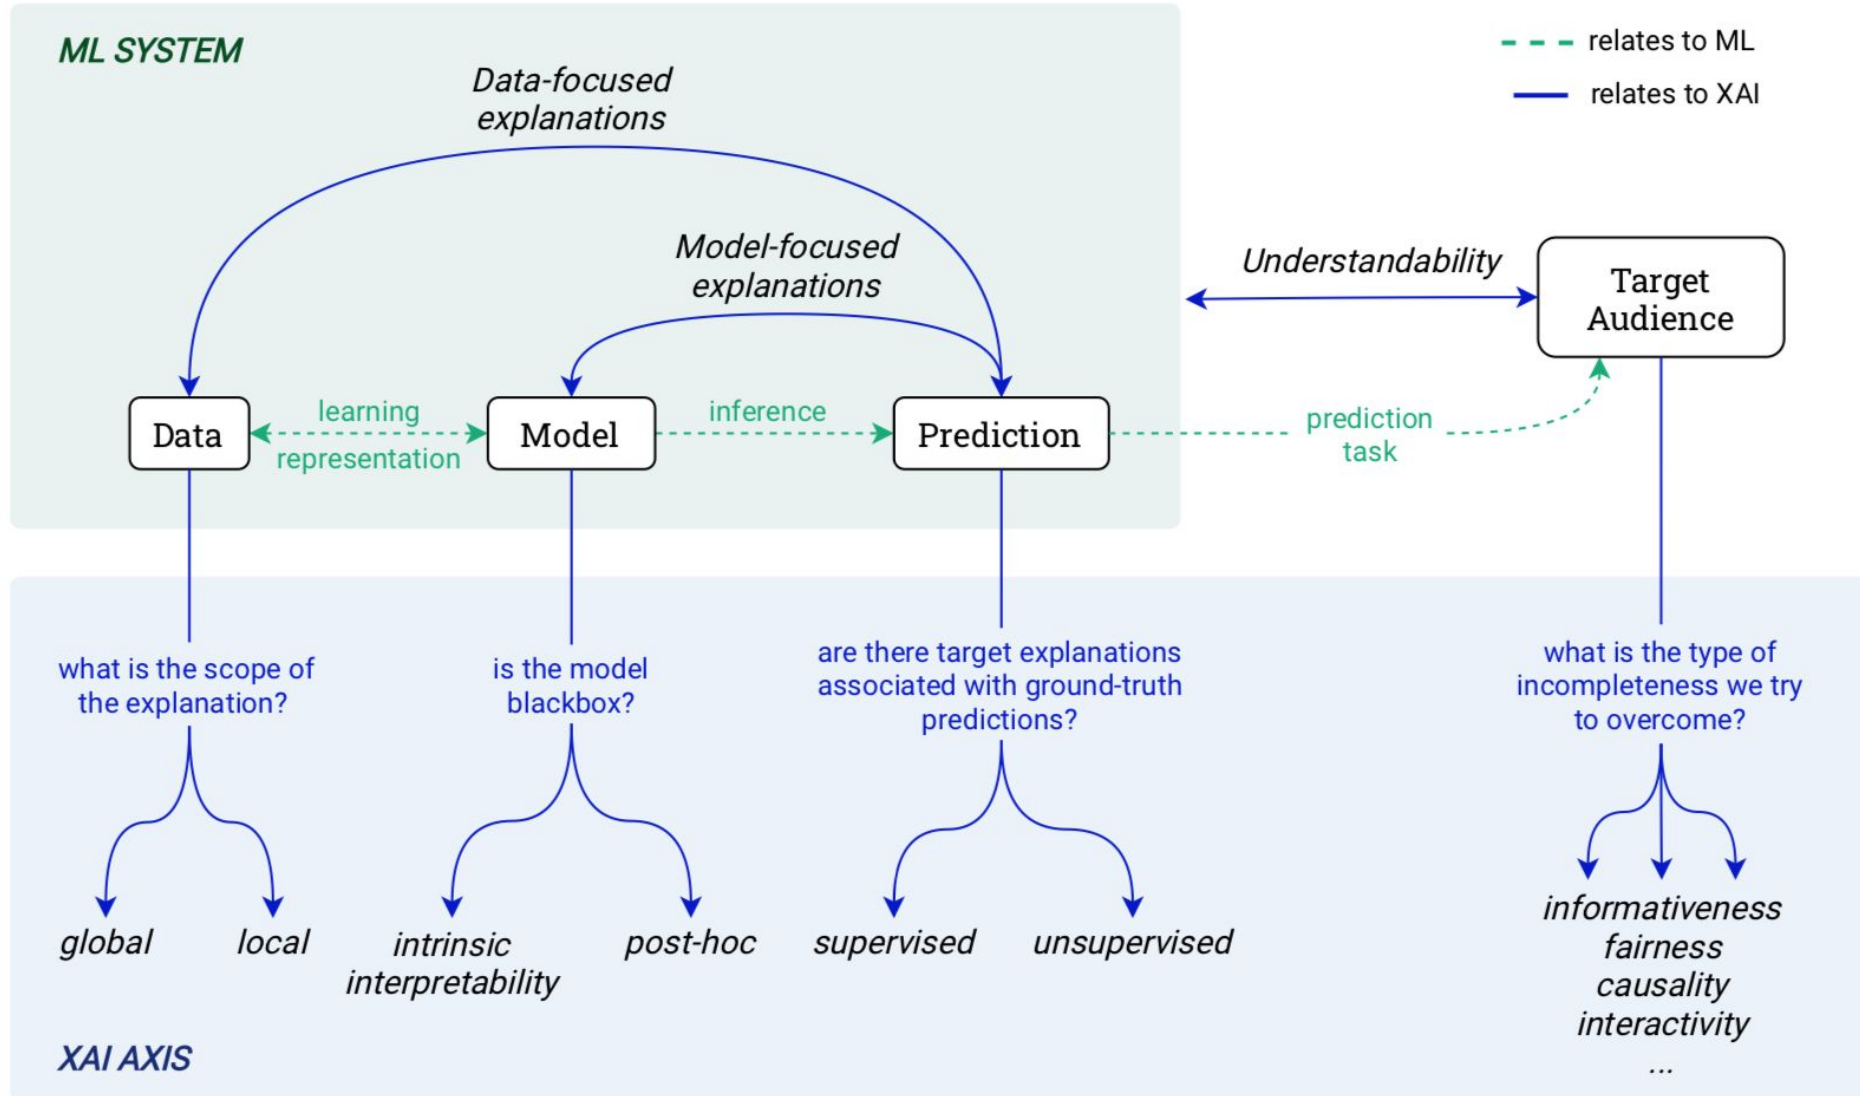 ML SYSTEM
relates to ML
relates to XAI
Data-focused
explanations
Model-focused
explanations
Understandability
Target
Audience
Data
learning
representation
Model
inference
Prediction
prediction
task
what is the scope of
the explanation?
is the model
blackbox?
are there target explanations
associated with ground-truth
predictions?
what is the type of
incompleteness we try
to overcome?
global
local
intrinsic
interpretability
post-hoc
supervised
unsupervised
informativeness
fairness
causality
interactivity
...
XAI AXIS